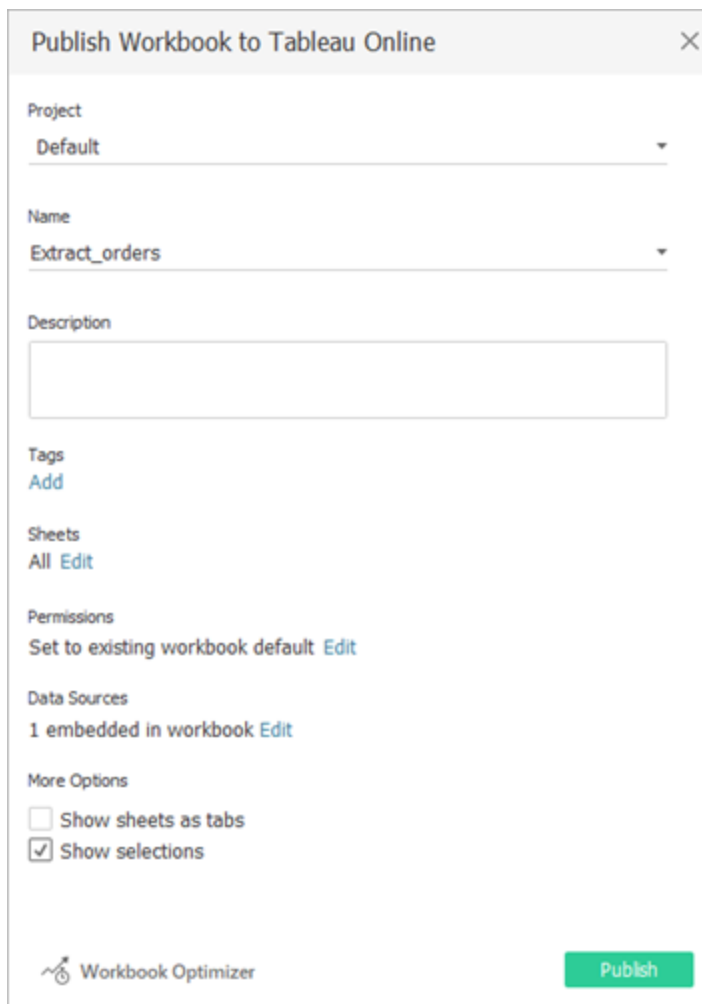 Publish Workbook to Tableau Online
Project
Default
Name
Extract_orders
Description
Tags
Add
Sheets
All Edit
Permissions
Set to existing workbook default Edit
Data Sources
1 embedded in workbook Edit
More Options
Show sheets as tabs
Show selections
Workbook Optimizer
Publish